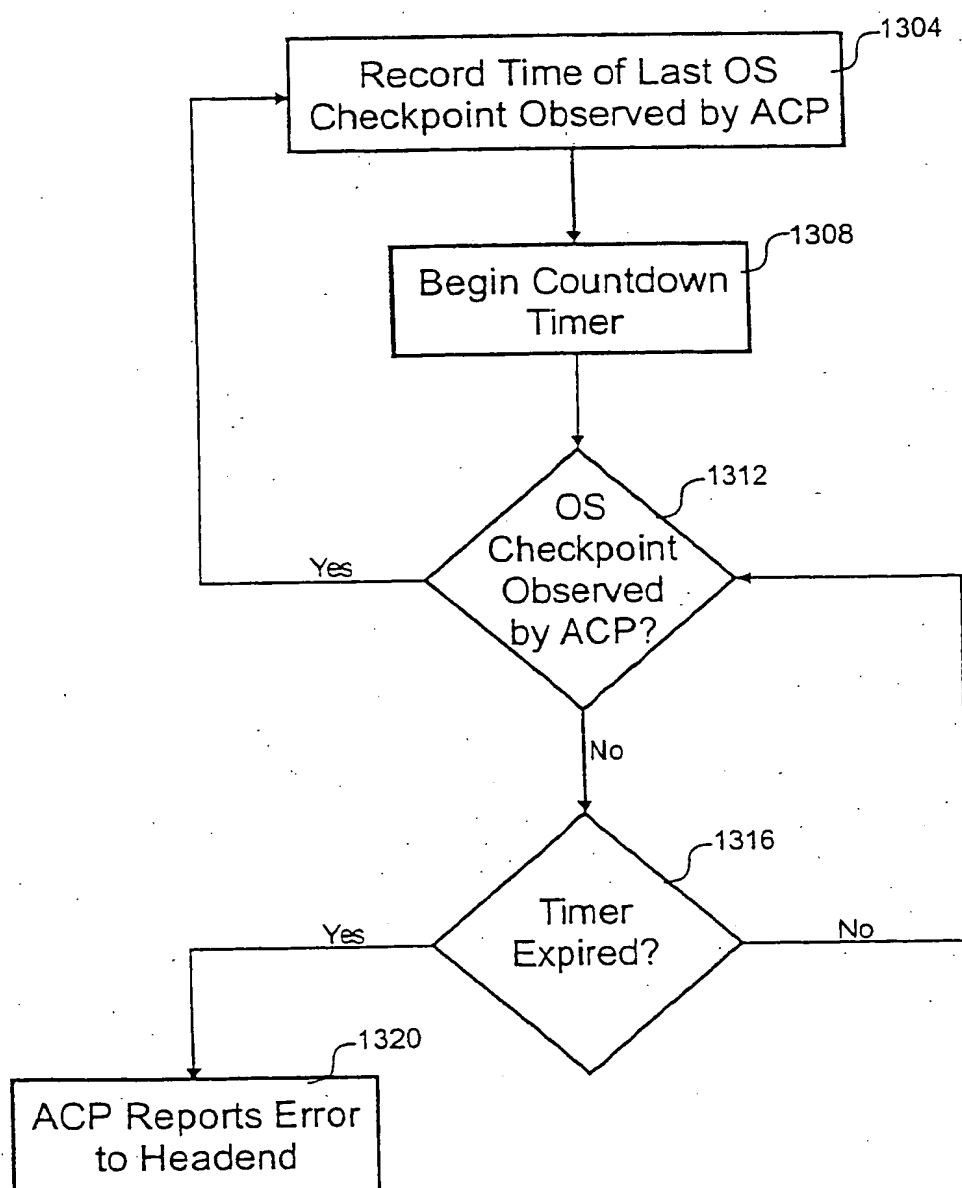 1304
Record Time of Last OS
Checkpoint Observed by ACP
1308
Begin Countdown
Timer
1312
OS
Checkpoint
Observed
by ACP?
Yes
No
1316
Timer
Expired?
Yes
No
1320
ACP Reports Error
to Headend